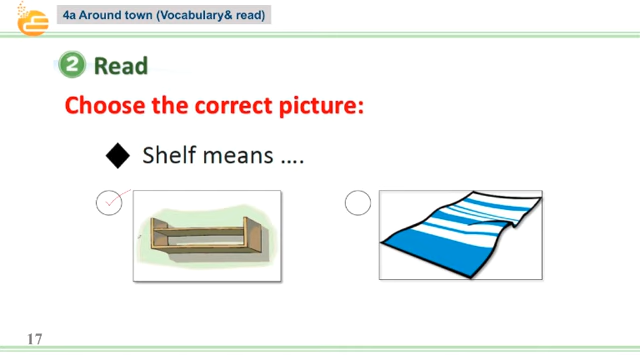 4a Around town (Vocabulary& read)
2 Read
Choose the correct picture:
Shelf means ....
17